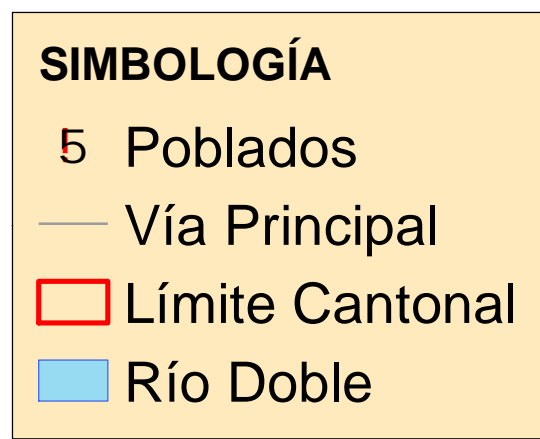 SIMBOLOGÍA
5 Poblados
Vía Principal
Límite Cantonal
Río Doble